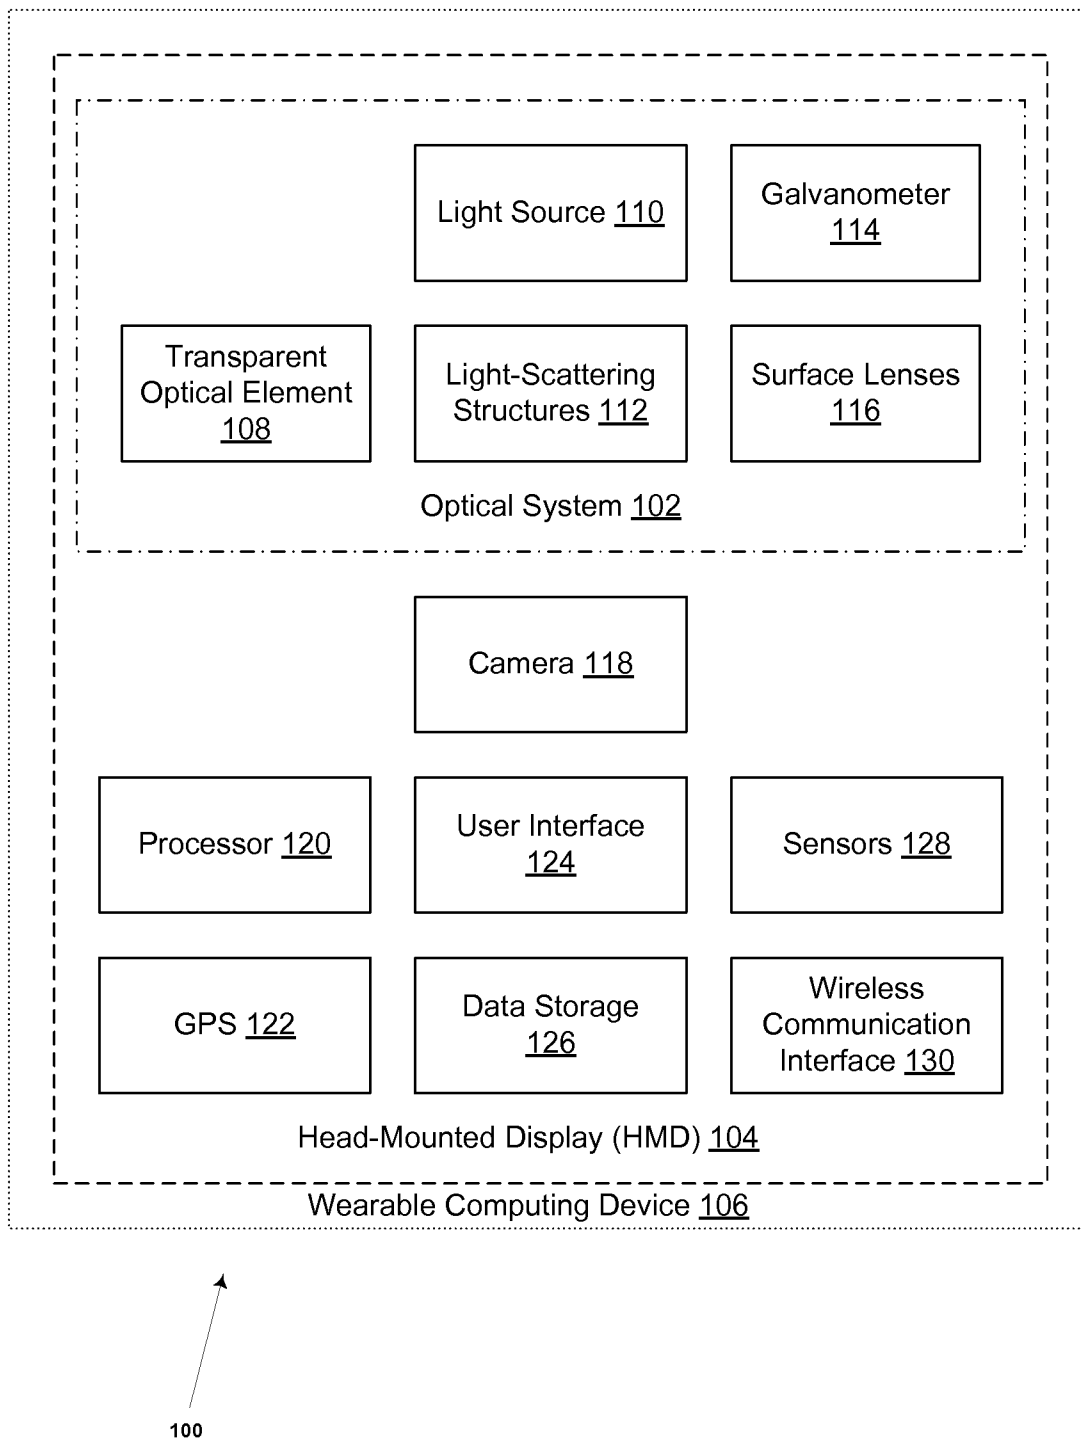 Light Source 110
Galvanometer
114
Transparent
Optical Element
108
Light-Scattering
Structures 112
Surface Lenses
116
Optical System 102
Camera 118
Processor 120
User Interface
124
Sensors 128
GPS 122
Data Storage
126
Wireless
Communication
Interface 130
Head-Mounted Display (HMD) 104
Wearable Computing Device 106
100